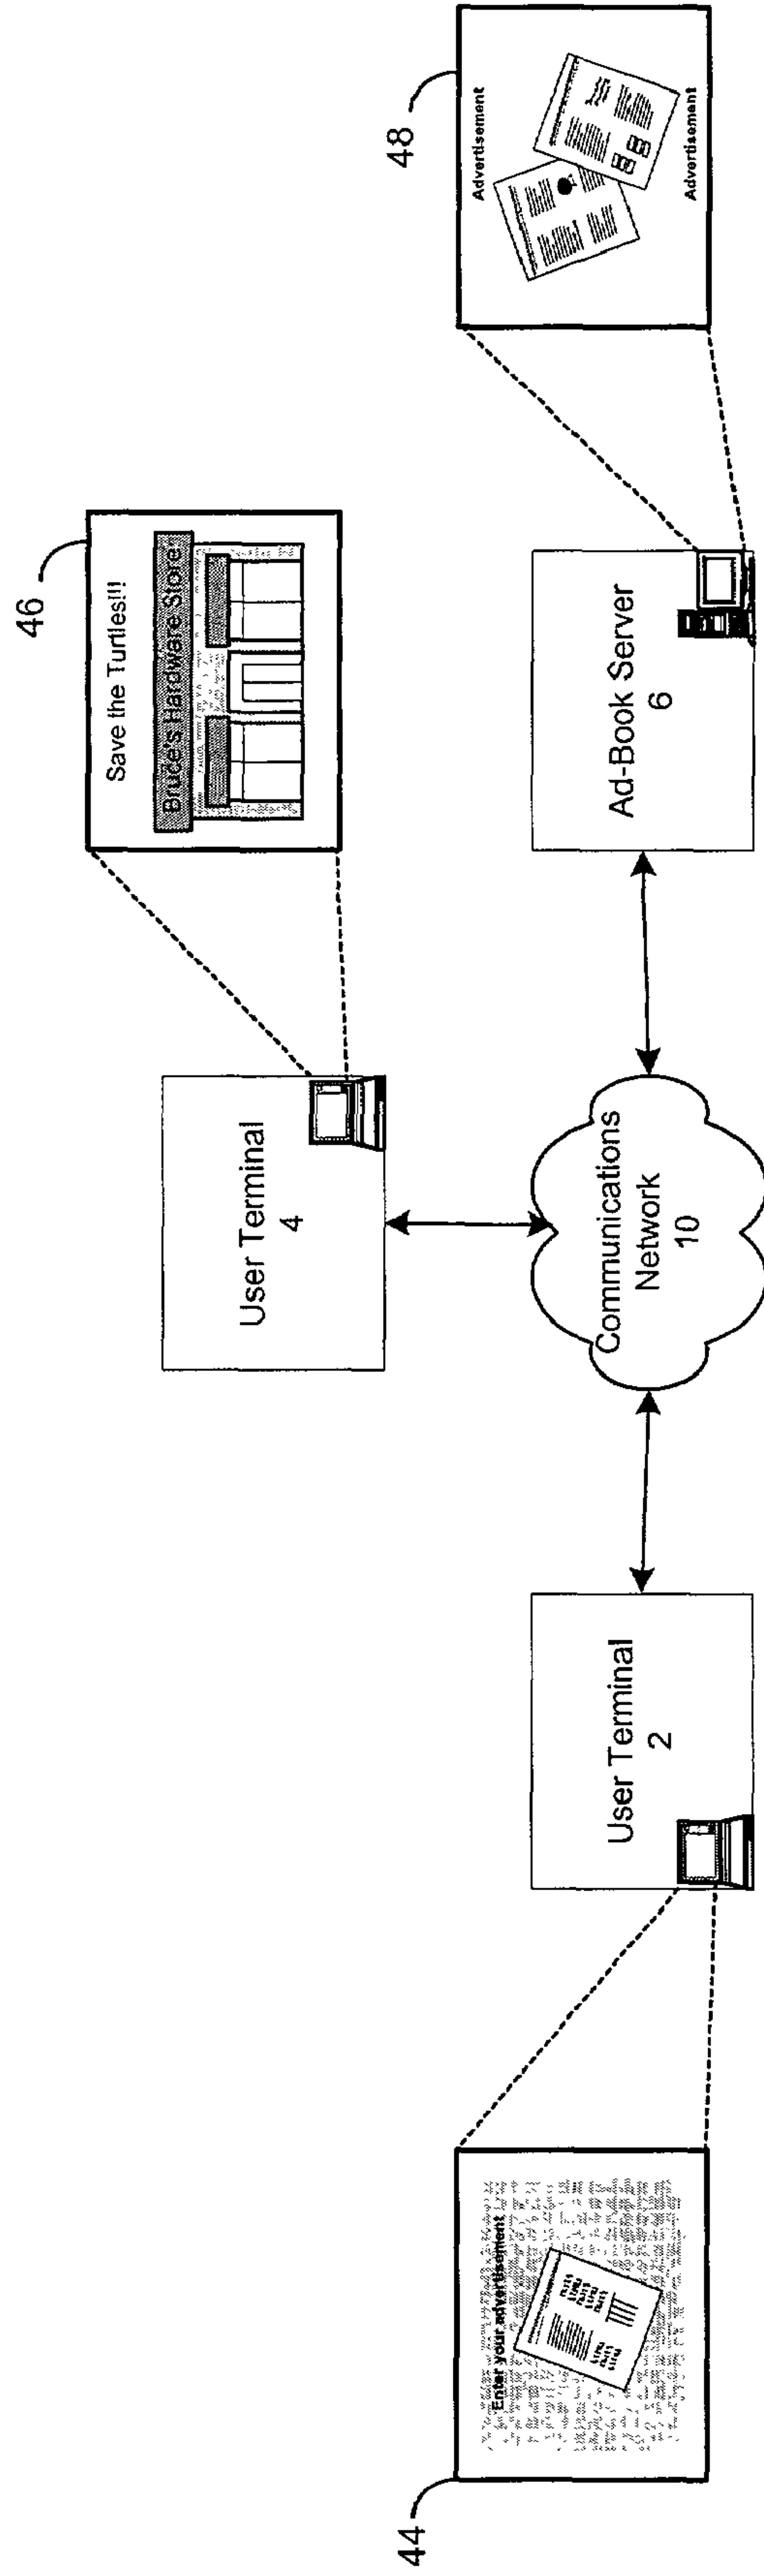 46
Save the Turtles!!!
Bruce's Hardware Store
User Terminal
4
44
Enter your advertisement
User Terminal
2
Communications
Network
10
Ad-Book Server
6
48
Advertisement
Advertisement